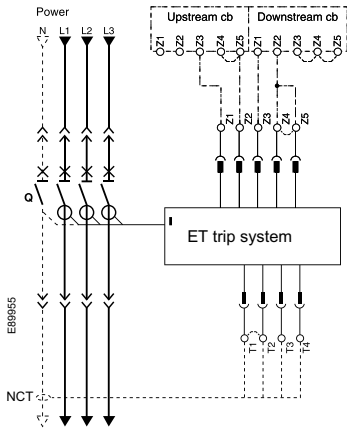 Power
N L1 L2 L3
Upstream cb
Downstream cb
Z1 Z2 Z3 Z4 Z5
Z1 Z2 Z3 Z4 Z5
Z1 Z2 Z3 Z4 Z5
Q
ET trip system
E89955
T1 T2 T3 T4
NCT